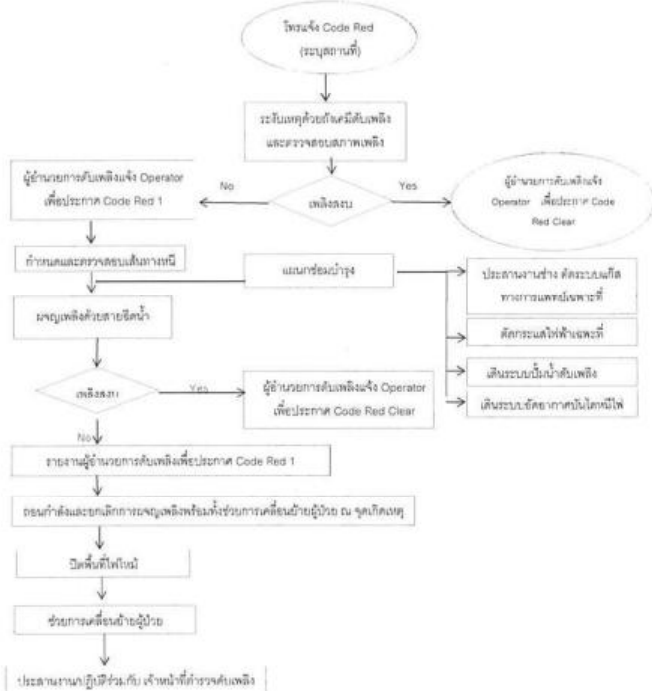 โทรแจ้ง Code Red
(ระบุสถานที่)
ระงับเหตุด้วยถังเคมีดับเพลิง
และตรวจสอบสภาพเพลิง
ผู้อำนวยการดับเพลิงแจ้ง Operator
เพื่อประกาศ Code Red 1
No
เพลิงสงบ
Yes
ผู้อำนวยการดับเพลิงแจ้ง
Operator เพื่อประกาศ Code
Red Clear
กำหนดและตรวจสอบเส้นทางหนี
แผนกซ่อมบำรุง
ประสานงานช่าง ตัดระบบแก๊ส
ทางการแพทย์เฉพาะที่
ตัดกระแสไฟฟ้าเฉพาะที่
เดินระบบปั๊มน้ำดับเพลิง
เดินระบบอัดอากาศบันไดหนีไฟ
ผจญเพลิงด้วยสายฉีดน้ำ
เพลิงสงบ
Yes
ผู้อำนวยการดับเพลิงแจ้ง Operator
เพื่อประกาศ Code Red Clear
No
รายงานผู้อำนวยการดับเพลิงเพื่อประกาศ Code Red 1
ถอนกำลังและยกเลิกการผจญเพลิงพร้อมทั้งช่วยการเคลื่อนย้ายผู้ป่วย ณ จุดเกิดเหตุ
ปิดพื้นที่ไฟไหม้
ช่วยการเคลื่อนย้ายผู้ป่วย
ประสานงานปฏิบัติร่วมกับ เจ้าหน้าที่ตำรวจดับเพลิง